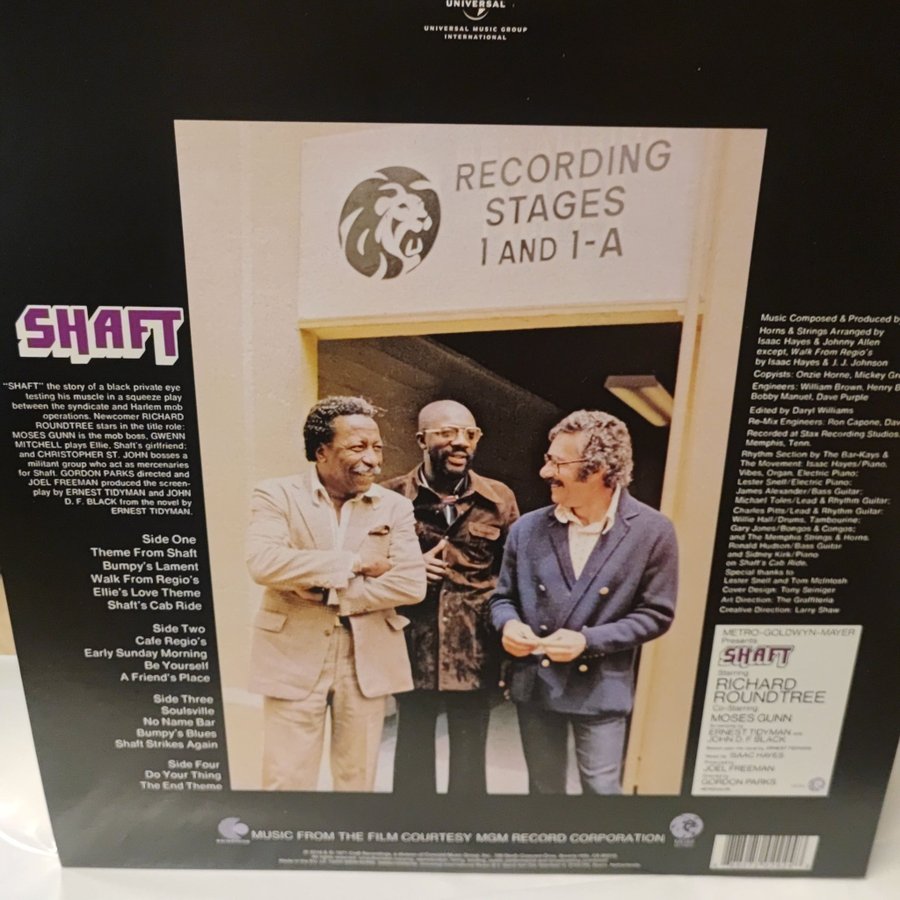 UNIVERSAL
UNIVERSAL MUSIC GROUP
INTERNATIONAL
RECORDING
STAGES
1 AND 1-A
SHAFT
"SHAFT" the story of a black private eye
testing his muscle in a squeeze play
between the syndicate and Harlem mob
operations. Newcomer RICHARD
ROUNDTREE stars in the title role:
MOSES GUNN is the mob boss, GWENN
MITCHELL plays Ellie, Shaft's girlfriend;
and CHRISTOPHER ST. JOHN bosses a
militant group who act as mercenaries
for Shaft. GORDON PARKS directed and
JOEL FREEMAN produced the screen-
play by ERNEST TIDYMAN and JOHN
D. F. BLACK from the novel by
ERNEST TIDYMAN.
Side One
Theme From Shaft
Bumpy's Lament
Walk From Regio's
Ellie's Love Theme
Shaft's Cab Ride
Side Two
Cafe Regio's
Early Sunday Morning
Be Yourself
A Friend's Place
Side Three
Soulsville
No Name Bar
Bumpy's Blues
Shaft Strikes Again
Side Four
Do Your Thing
The End Theme
Music Composed & Produced by
Horns & Strings Arranged by
Isaac Hayes & Johnny Allen
except, Walk From Regio's
by Isaac Hayes & J. J. Johnson
Copyists: Onzie Horne, Mickey
Engineers: William Brown, Henry
Bobby Manuel, Dave Purple
Edited by Daryl Williams
Re-Mix Engineers: Ron Capone,
Recorded at Stax Recording Studios
Memphis, Tenn.
Rhythm Section by The Bar-Kays &
The Movement: Isaac Hayes/Piano,
Vibes, Organ, Electric Piano;
Lester Snell/Electric Piano;
James Alexander/Bass Guitar;
Michael Toles/Lead & Rhythm Guitar;
Charles Pitts/Lead & Rhythm Guitar;
Willie Hall/Drums, Tambourine;
Gary Jones/Bongos & Congos;
and The Memphis Strings & Horns.
Ronald Hudson/Bass Guitar
and Sidney Kirk/Piano
on Shaft's Cab Ride.
Special thanks to
Lester Snell and Tom McIntosh
Cover Design: Tony Seiniger
Art Direction: The Graffiteria
Creative Direction: Larry Shaw
METRO-GOLDWYN-MAYER
Presents
SHAFT
Starring
RICHARD
ROUNDTREE
Co-Starring
MOSES GUNN
ERNEST TIDYMAN and
JOHN D. F. BLACK
ISAAC HAYES
JOEL FREEMAN
GORDON PARKS
MUSIC FROM THE FILM COURTESY MGM RECORD CORPORATION